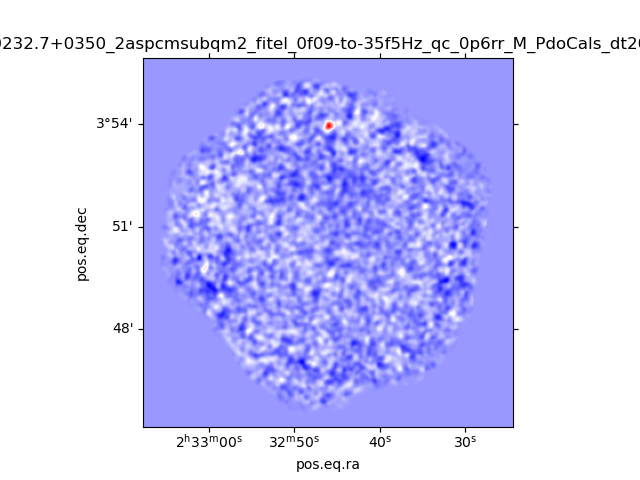 0232.7+0350_2aspcmsubqm2_fitel_0f09-to-35f5Hz_qc_0p6rr_M_PdoCals_dt20
3°54'
51'
48'
pos.eq.dec
2h33m00s 32m50s 40s 30s
pos.eq.ra